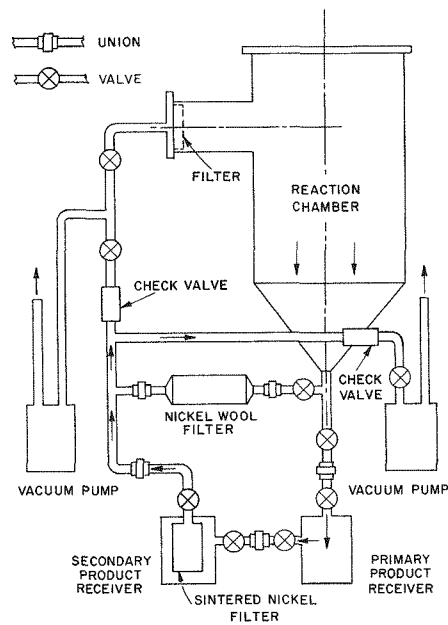 UNION
VALVE
FILTER
REACTION
CHAMBER
CHECK VALVE
CHECK
VALVE
NICKEL WOOL
FILTER
VACUUM PUMP
VACUUM PUMP
SECONDARY
PRODUCT
RECEIVER
PRIMARY
PRODUCT
RECEIVER
SINTERED NICKEL
FILTER